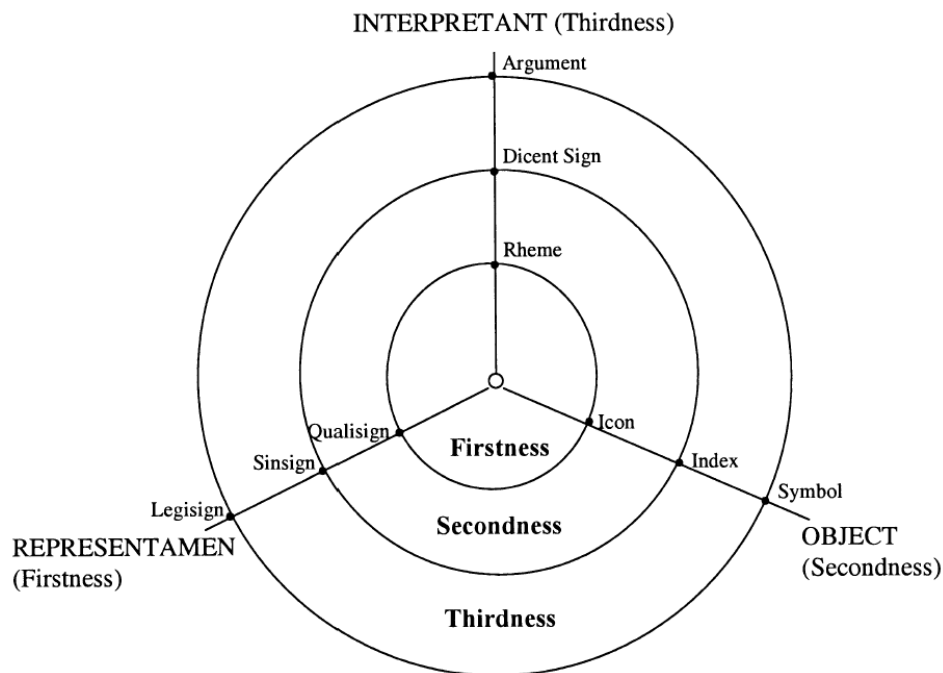 INTERPRETANT (Thirdness)
Argument
Dicent Sign
Rheme
Icon
Qualisign
Firstness
Index
Sinsign
Symbol
Legisign
Secondness
OBJECT
(Secondness)
REPRESENTAMEN
(Firstness)
Thirdness